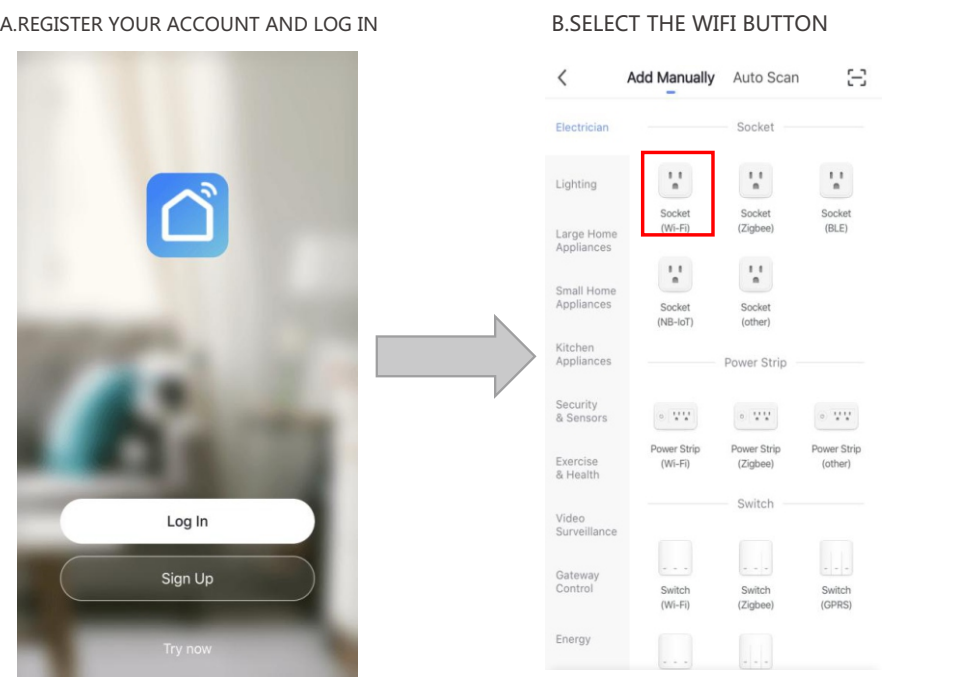 A.REGISTER YOUR ACCOUNT AND LOG IN
B.SELECT THE WIFI BUTTON
Log In
Sign Up
Try now
Add Manually Auto Scan
Electrician
Lighting
Large Home
Appliances
Small Home
Appliances
Kitchen
Appliances
Security
& Sensors
Exercise
& Health
Video
Surveillance
Gateway
Control
Energy
Socket
Socket Socket Socket
(Wi-Fi) (Zigbee) (BLE)
Socket Socket
(NB-IoT) (other)
Power Strip
Power Strip Power Strip Power Strip
(Wi-Fi) (Zigbee) (other)
Switch
Switch Switch Switch
(Wi-Fi) (Zigbee) (GPRS)